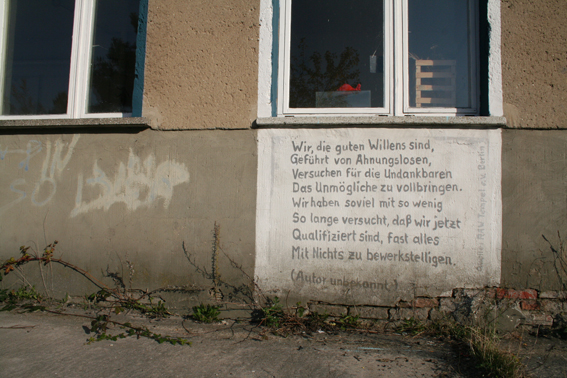 Wir, die guten Willens sind,
Geführt von Ahnungslosen,
Versuchen für die Undankbaren
Das Unmögliche zu vollbringen.
Wir haben soviel mit so wenig
So lange versucht, daß wir jetzt
Qualifiziert sind, fast alles
Mit Nichts zu bewerkstelligen.
(Autor unbekannt)
e.V. Berlin